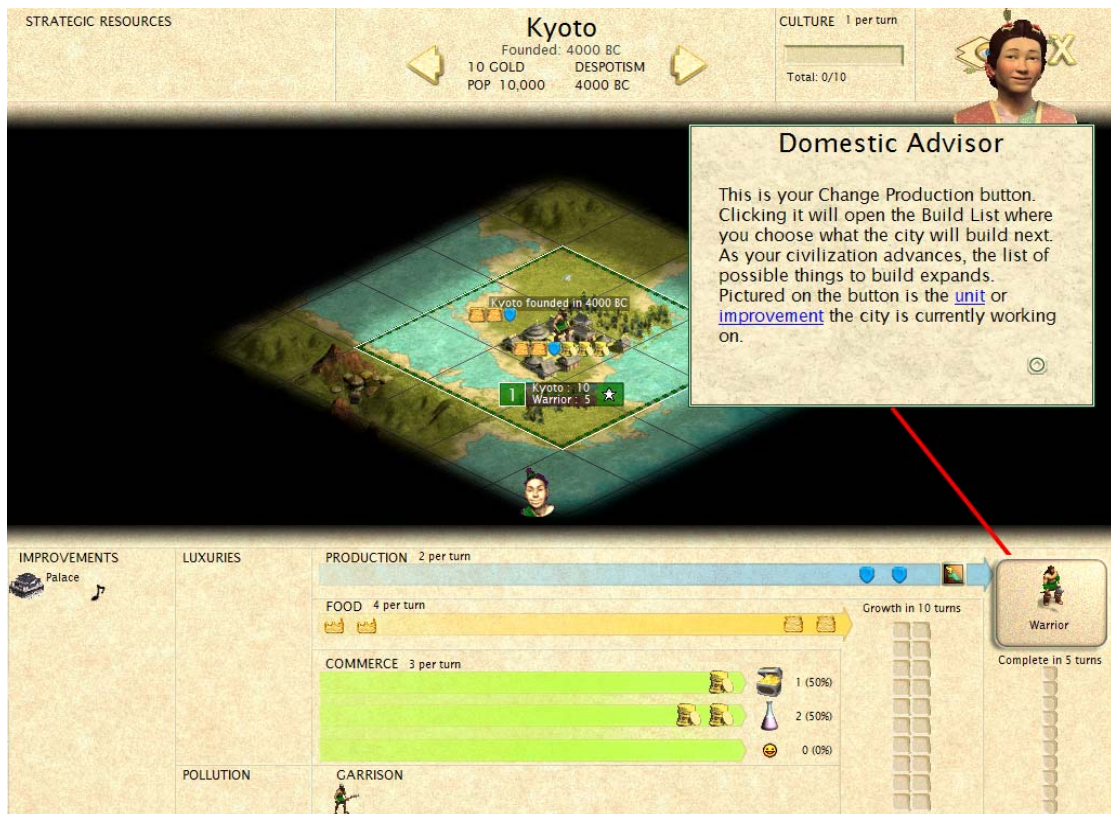 STRATEGIC RESOURCES
Kyoto
Founded: 4000 BC
10 GOLD DESPOTISM
POP 10,000 4000 BC
CULTURE 1 per turn
Total: 0/10
X
Domestic Advisor
This is your Change Production button.
Clicking it will open the Build List where
you choose what the city will build next.
As your civilization advances, the list of
possible things to build expands.
Pictured on the button is the unit or
improvement the city is currently working
on.
Kyoto founded in 4000 BC
1
Kyoto : 10
Warrior : 5
IMPROVEMENTS
Palace
LUXURIES
POLLUTION
PRODUCTION 2 per turn
FOOD 4 per turn
Growth in 10 turns
COMMERCE 3 per turn
1 (50%)
2 (50%)
0 (0%)
GARRISON
Warrior
Complete in 5 turns